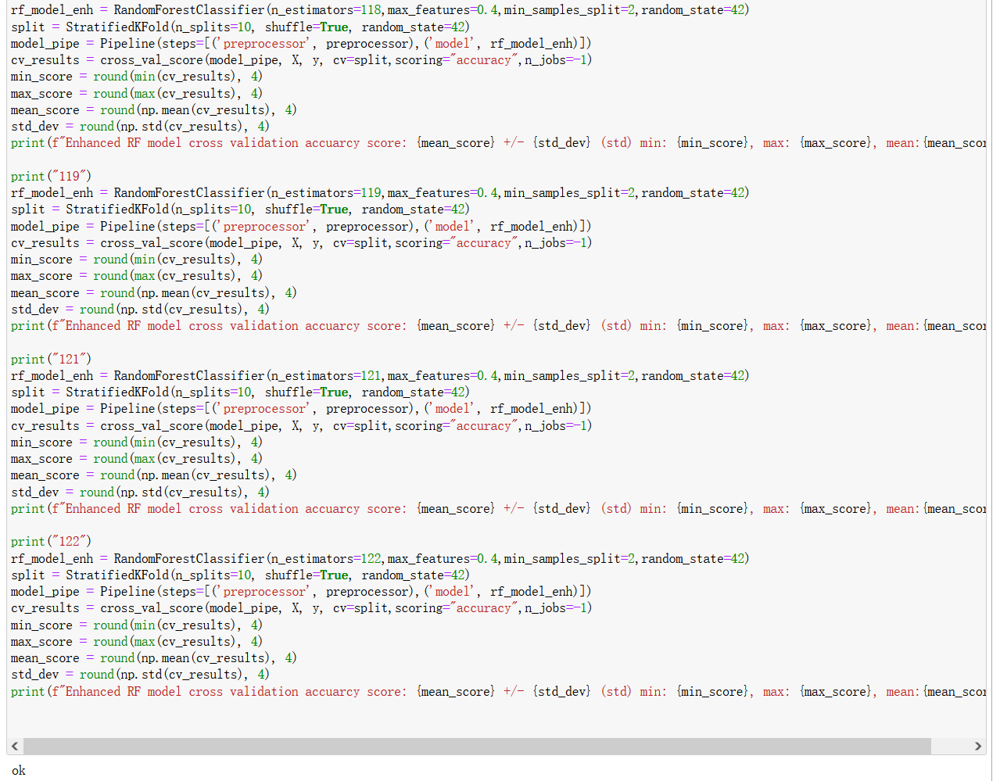 rf_model_enh = RandomForestClassifier(n_estimators=118,max_features=0.4,min_samples_split=2,random_state=42)
split = StratifiedKFold(n_splits=10, shuffle=True, random_state=42)
model_pipe = Pipeline(steps=[('preprocessor', preprocessor),('model', rf_model_enh)])
cv_results = cross_val_score(model_pipe, X, y, cv=split,scoring="accuracy",n_jobs=-1)
min_score = round(min(cv_results), 4)
max_score = round(max(cv_results), 4)
mean_score = round(np.mean(cv_results), 4)
std_dev = round(np.std(cv_results), 4)
print(f"Enhanced RF model cross validation accuarcy score: {mean_score} +/- {std_dev} (std) min: {min_score}, max: {max_score}, mean:{mean_scor
print("119")
rf_model_enh = RandomForestClassifier(n_estimators=119,max_features=0.4,min_samples_split=2,random_state=42)
split = StratifiedKFold(n_splits=10, shuffle=True, random_state=42)
model_pipe = Pipeline(steps=[('preprocessor', preprocessor),('model', rf_model_enh)])
cv_results = cross_val_score(model_pipe, X, y, cv=split,scoring="accuracy",n_jobs=-1)
min_score = round(min(cv_results), 4)
max_score = round(max(cv_results), 4)
mean_score = round(np.mean(cv_results), 4)
std_dev = round(np.std(cv_results), 4)
print(f"Enhanced RF model cross validation accuarcy score: {mean_score} +/- {std_dev} (std) min: {min_score}, max: {max_score}, mean:{mean_scor
print("121")
rf_model_enh = RandomForestClassifier(n_estimators=121,max_features=0.4,min_samples_split=2,random_state=42)
split = StratifiedKFold(n_splits=10, shuffle=True, random_state=42)
model_pipe = Pipeline(steps=[('preprocessor', preprocessor),('model', rf_model_enh)])
cv_results = cross_val_score(model_pipe, X, y, cv=split,scoring="accuracy",n_jobs=-1)
min_score = round(min(cv_results), 4)
max_score = round(max(cv_results), 4)
mean_score = round(np.mean(cv_results), 4)
std_dev = round(np.std(cv_results), 4)
print(f"Enhanced RF model cross validation accuarcy score: {mean_score} +/- {std_dev} (std) min: {min_score}, max: {max_score}, mean:{mean_scor
print("122")
rf_model_enh = RandomForestClassifier(n_estimators=122,max_features=0.4,min_samples_split=2,random_state=42)
split = StratifiedKFold(n_splits=10, shuffle=True, random_state=42)
model_pipe = Pipeline(steps=[('preprocessor', preprocessor),('model', rf_model_enh)])
cv_results = cross_val_score(model_pipe, X, y, cv=split,scoring="accuracy",n_jobs=-1)
min_score = round(min(cv_results), 4)
max_score = round(max(cv_results), 4)
mean_score = round(np.mean(cv_results), 4)
std_dev = round(np.std(cv_results), 4)
print(f"Enhanced RF model cross validation accuarcy score: {mean_score} +/- {std_dev} (std) min: {min_score}, max: {max_score}, mean:{mean_scor
ok